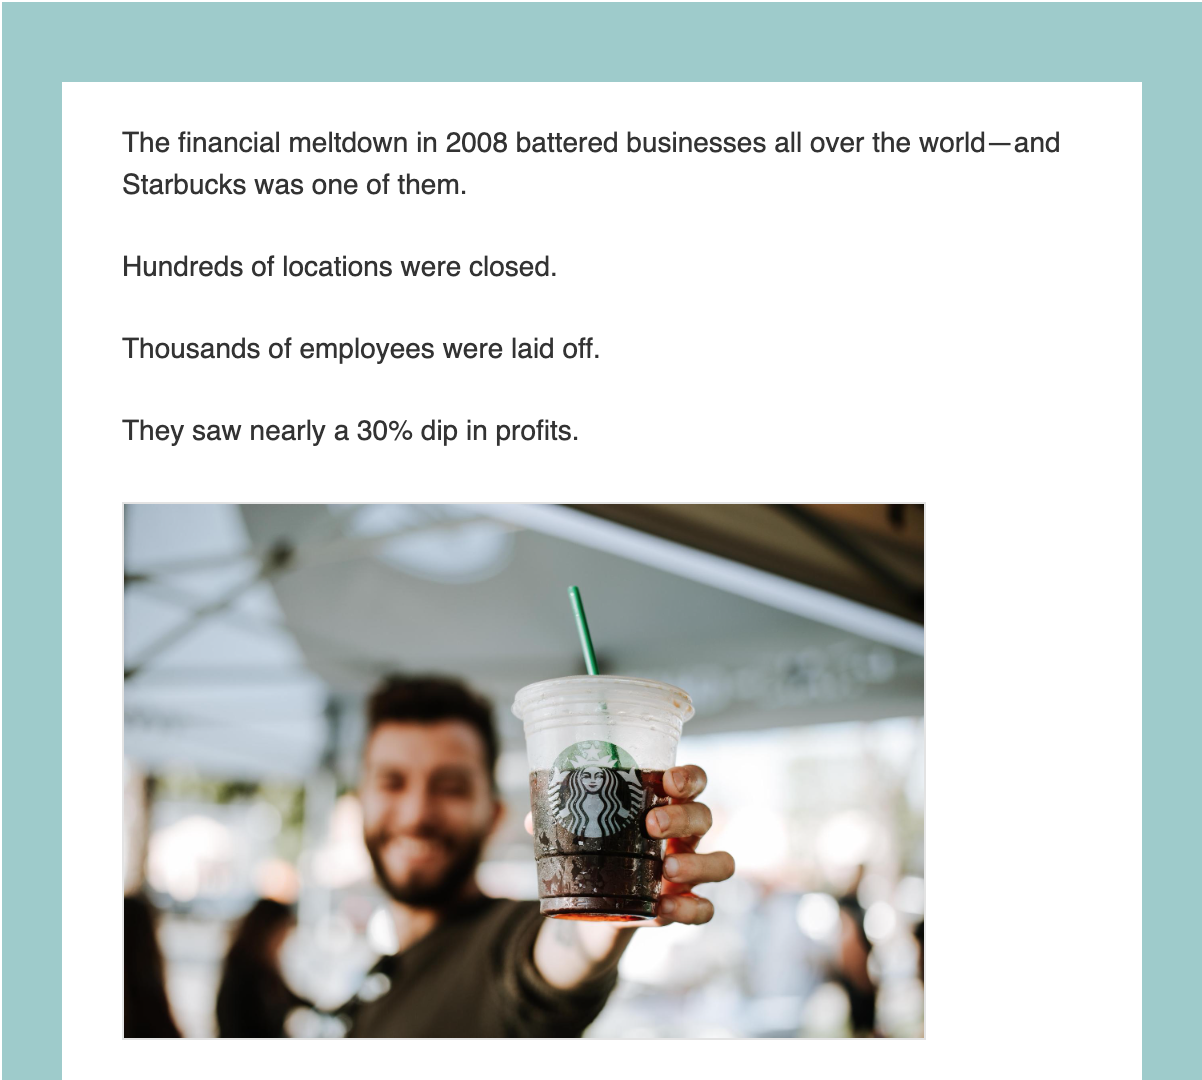 The financial meltdown in 2008 battered businesses all over the world—and
Starbucks was one of them.
Hundreds of locations were closed.
Thousands of employees were laid off.
They saw nearly a 30% dip in profits.